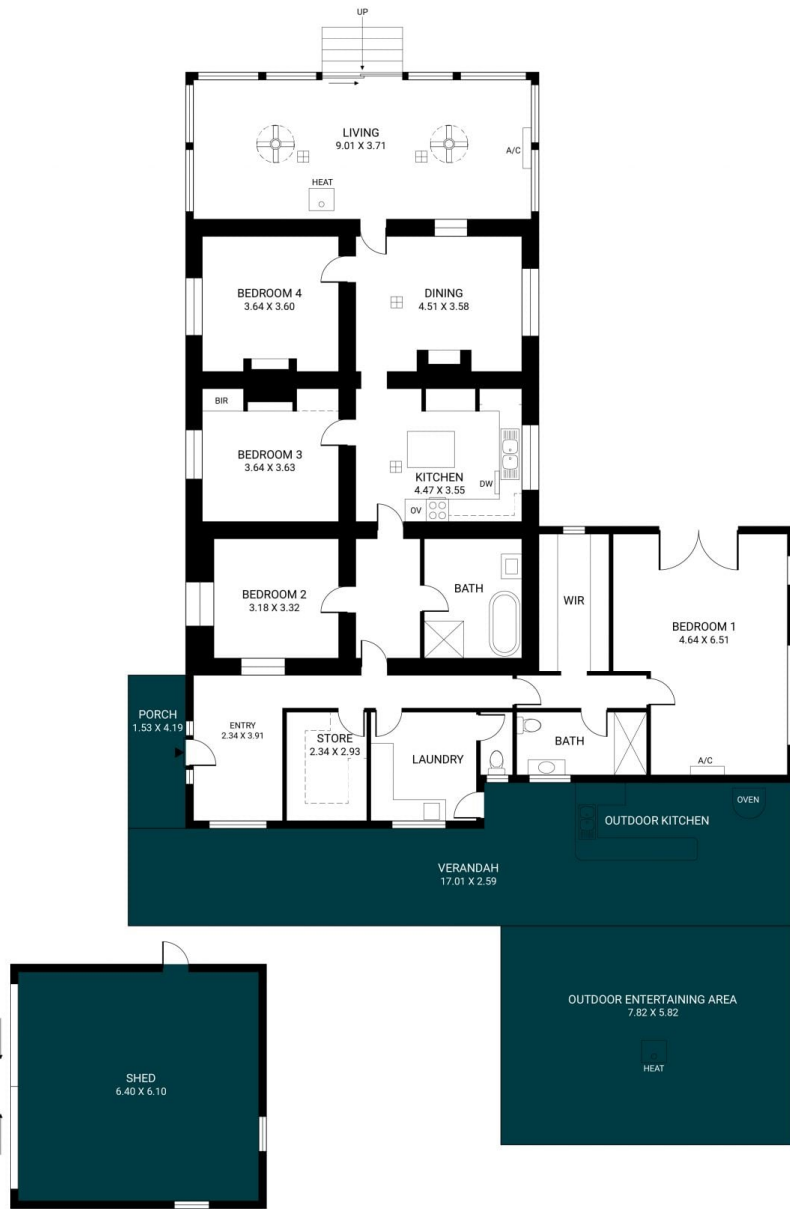 UP
LIVING
9.01 X 3.71
A/C
HEAT
BEDROOM 4
3.64 X 3.60
DINING
4.51 X 3.58
BIR
BEDROOM 3
3.64 X 3.63
KITCHEN
4.47 X 3.55
DW
OV
BEDROOM 2
3.18 X 3.32
BATH
WIR
BEDROOM 1
4.64 X 6.51
PORCH
1.53 X 4.19
ENTRY
2.34 X 3.91
STORE
2.34 X 2.93
LAUNDRY
BATH
A/C
OVEN
OUTDOOR KITCHEN
VERANDAH
17.01 X 2.59
OUTDOOR ENTERTAINING AREA
7.82 X 5.82
HEAT
SHED
6.40 X 6.10